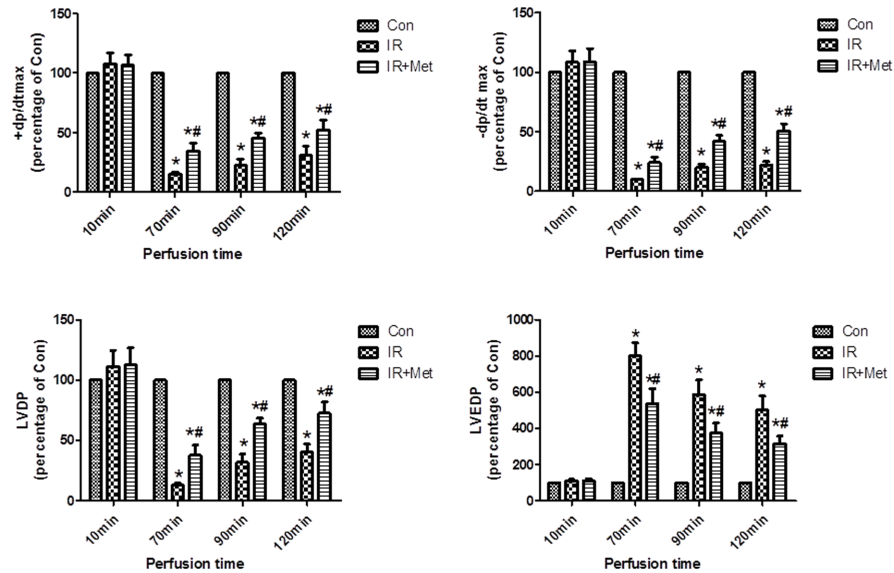 +dp/dtmax
(percentage of Con)
150
100
50
0
* *# * *# * *#
10min 70min 90min 120min
Perfusion time
Con
IR
IR+Met
-dp/dt max
(percentage of Con)
150
100
50
0
* *# * *# * *#
10min 70min 90min 120min
Perfusion time
Con
IR
IR+Met
LVDP
(percentage of Con)
150
100
50
0
* *# * *# * *#
10min 70min 90min 120min
Perfusion time
Con
IR
IR+Met
LVEDP
(percentage of Con)
1000
800
600
400
200
0
* *# * *# * *#
10min 70min 90min 120min
Perfusion time
Con
IR
IR+Met